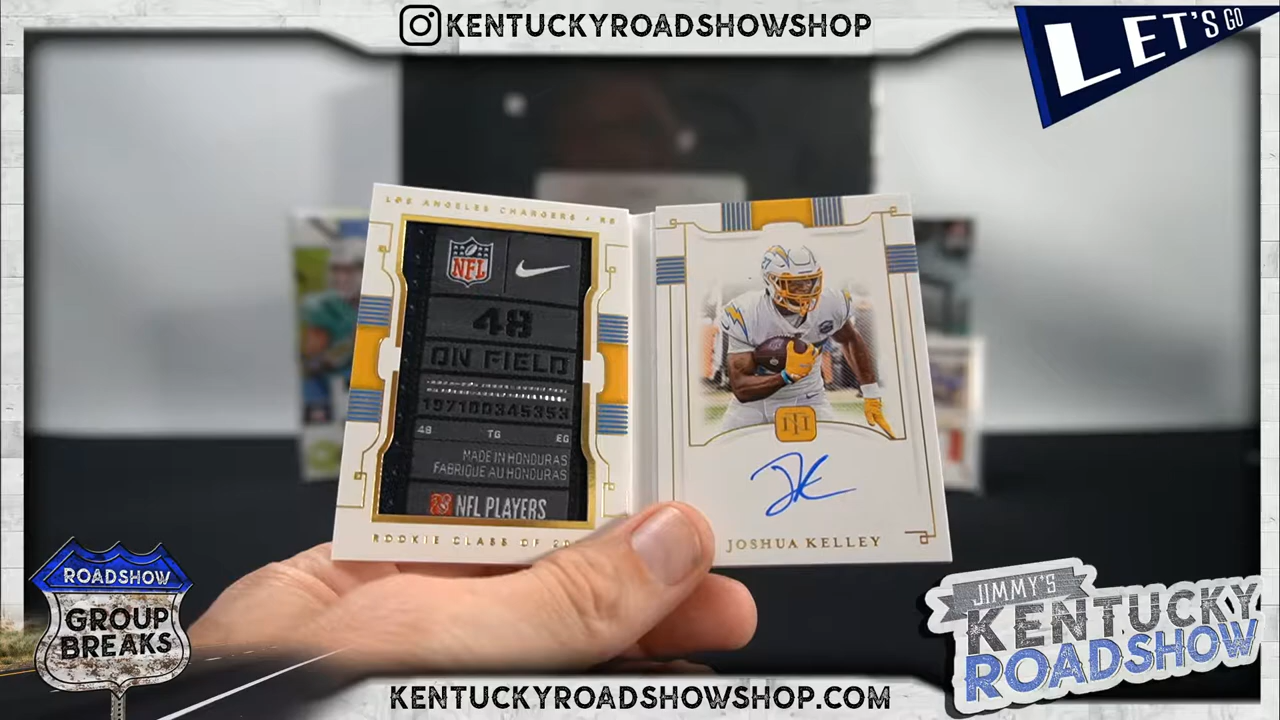 KENTUCKYROADSHOWSHOP
LET'S GO
LOS ANGELES CHARGERS • RB
NFL
48
ON FIELD
197100345353
48 TG EG
MADE IN HONDURAS
FABRIQUE AU HONDURAS
NFL PLAYERS
ROOKIE CLASS OF
JOSHUA KELLEY
ROADSHOW
GROUP
BREAKS
JIMMY'S
KENTUCKY
ROADSHOW
KENTUCKYROADSHOWSHOP.COM